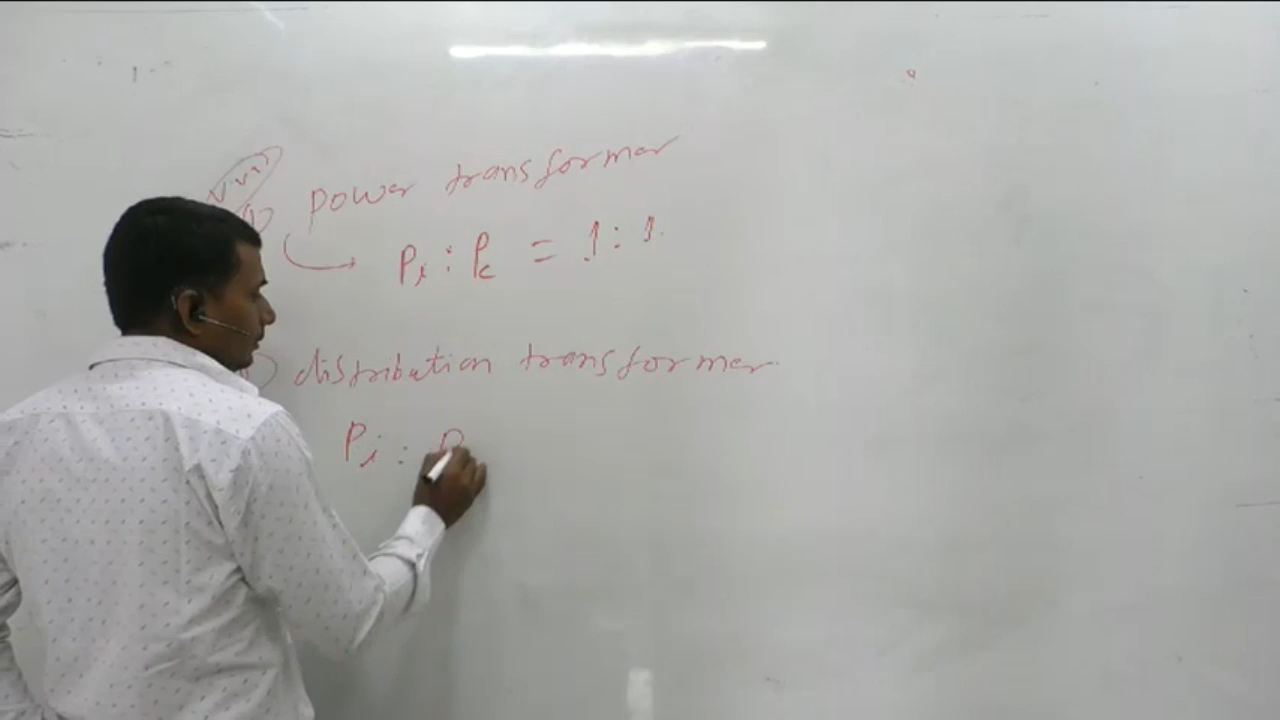 power transformer
Pi : Pc = 1 : 1.
distribution transformer
Pi : P